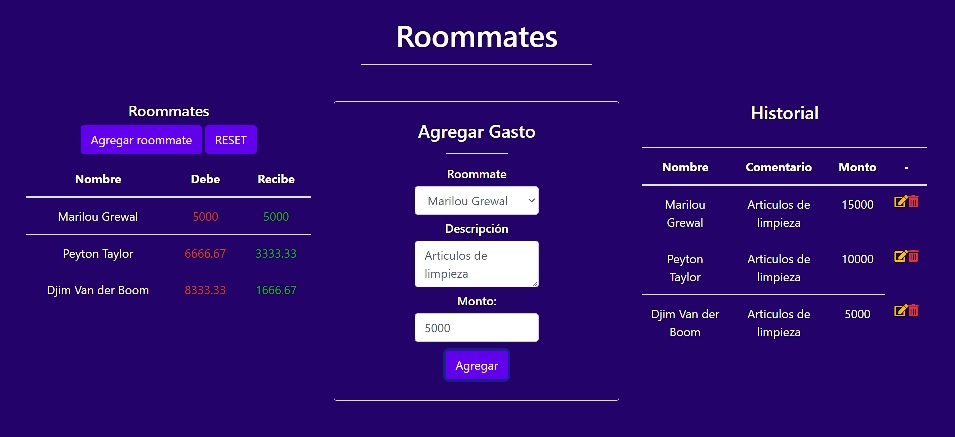 Roommates
Roommates
Agregar roommate RESET
Nombre Debe Recibe
Marilou Grewal 5000 5000
Peyton Taylor 6666.67 3333.33
Djim Van der Boom 8333.33 1666.67
Agregar Gasto
Roommate
Marilou Grewal
Descripción
Articulos de
limpieza
Monto:
5000
Agregar
Historial
Nombre Comentario Monto -
Marilou Articulos de 15000
Grewal limpieza
Peyton Articulos de 10000
Taylor limpieza
Djim Van der Articulos de 5000
Boom limpieza